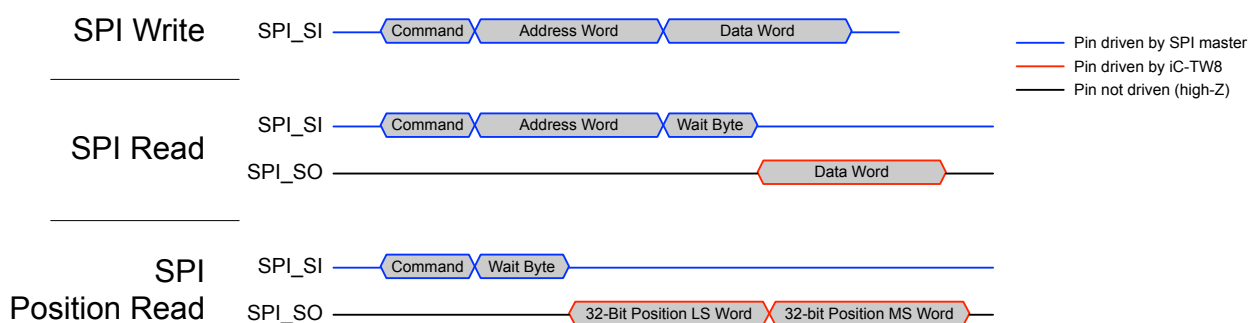 SPI Write
SPI_SI
Command
Address Word
Data Word
Pin driven by SPI master
Pin driven by iC-TW8
Pin not driven (high-Z)
SPI Read
SPI_SI
Command
Address Word
Wait Byte
SPI_SO
Data Word
SPI
Position Read
SPI_SI
Command
Wait Byte
SPI_SO
32-Bit Position LS Word
32-bit Position MS Word